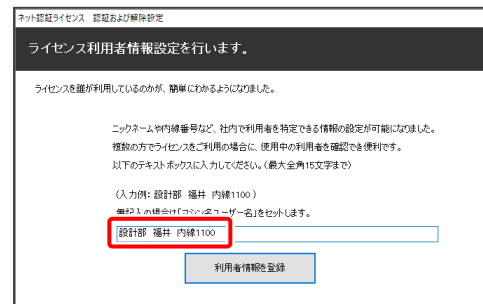 ネット認証ライセンス 認証および解除設定
ライセンス利用者情報設定を行います。
ライセンスを誰が利用しているのかが、簡単にわかるようになりました。
ニックネームや内線番号など、社内で利用者を特定できる情報の設定が可能になりました。
複数の方でライセンスをご利用の場合に、使用中の利用者を確認でき便利です。
以下のテキストボックスに入力してください。(最大全角15文字まで)
(入力例：設計部 福井 内線1100)
無記入の場合は「マシン名ユーザー名」をセットします。
設計部 福井 内線1100
利用者情報を登録